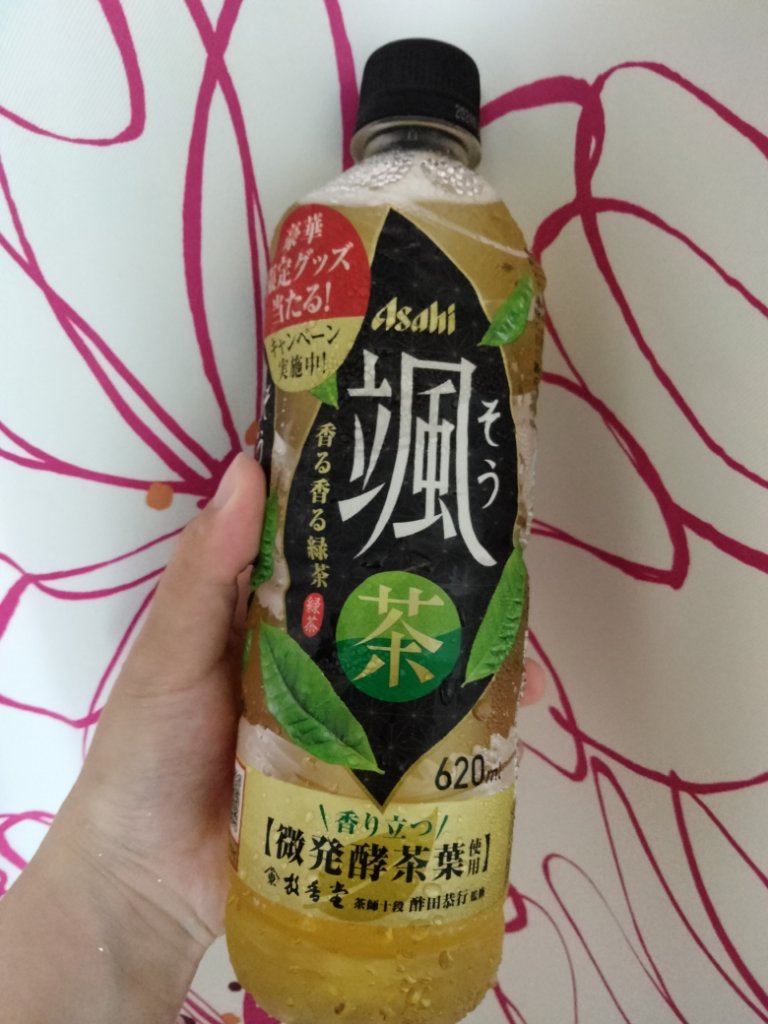 豪華
限定グッズ
当たる!
キャンペーン
実施中!
Asahi
颯
そう
香る香る緑茶
緑茶
茶
620ml
香り立つ
【微発酵茶葉使用】
茶師十段 酢田恭行 監修